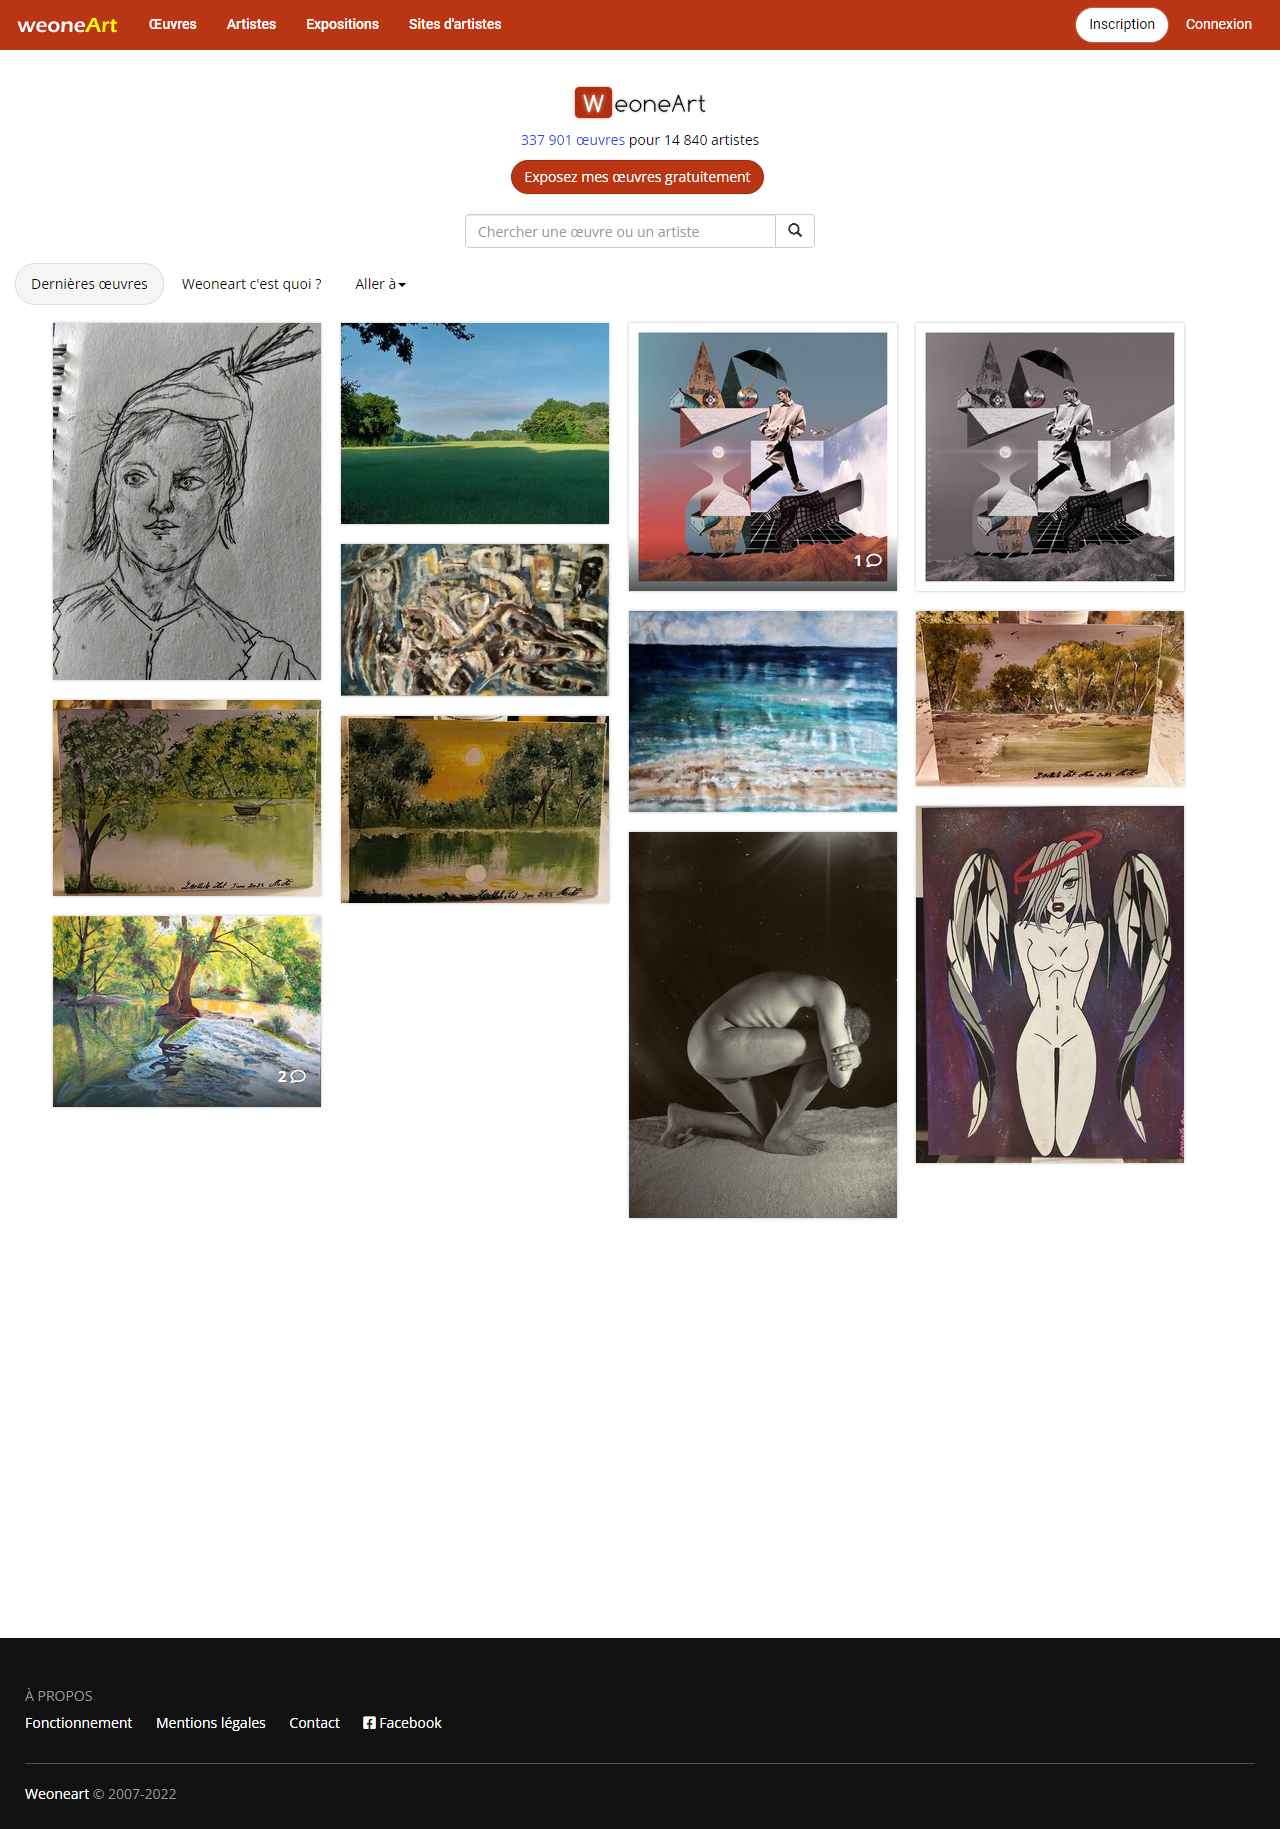 weoneArt
Œuvres
Artistes
Expositions
Sites d'artistes
Inscription
Connexion
WeoneArt
337 901 œuvres pour 14 840 artistes
Exposez mes œuvres gratuitement
Chercher une œuvre ou un artiste
Dernières œuvres
Weoneart c'est quoi ?
Aller à
1
2
À PROPOS
Fonctionnement
Mentions légales
Contact
Facebook
Weoneart © 2007-2022